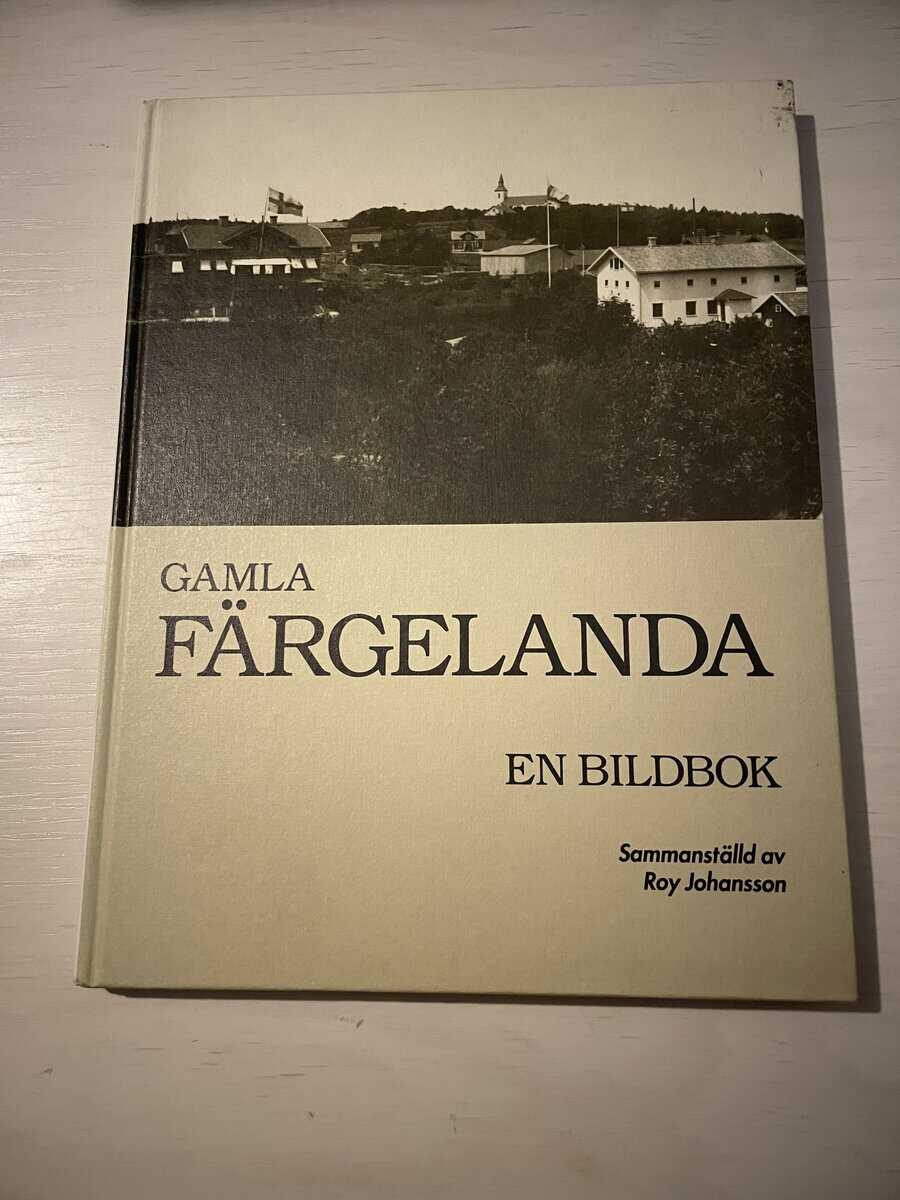 GAMLA
FÄRGELANDA
EN BILDBOK
Sammanställd av
Roy Johansson